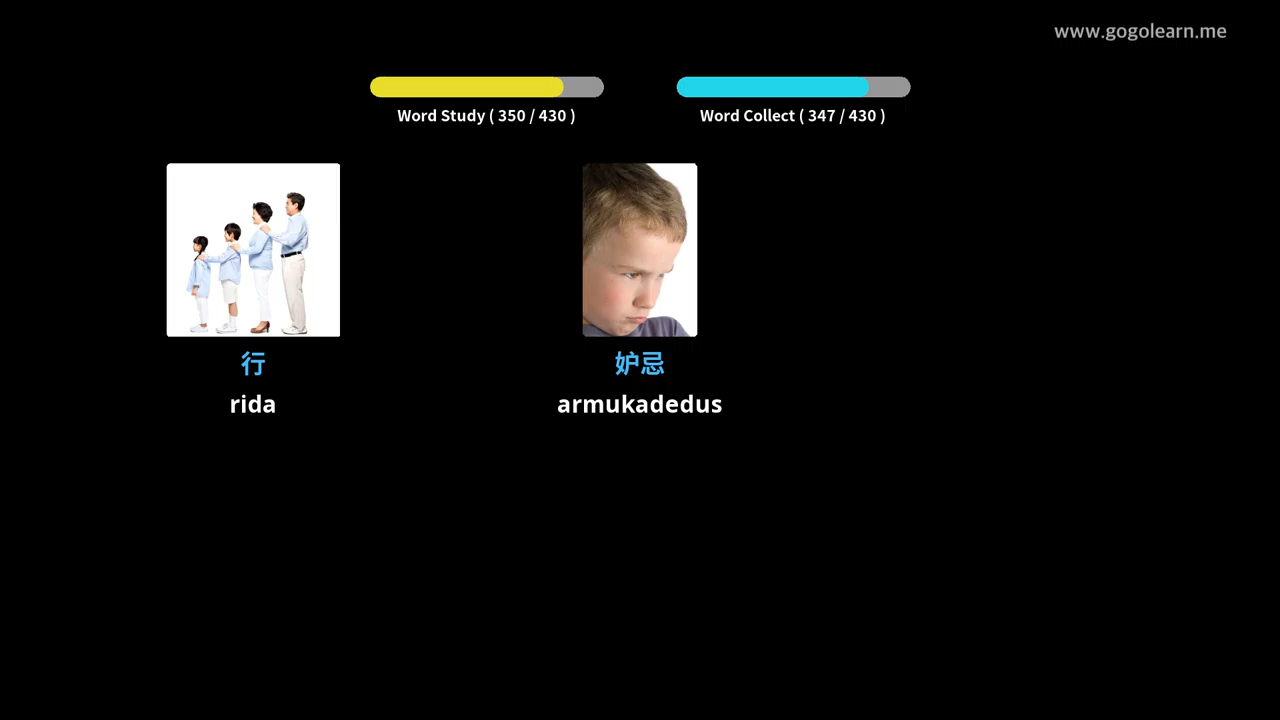 www.gogolearn.me
Word Study ( 350 / 430 )
Word Collect ( 347 / 430 )
行
rida
妒忌
armukadedus